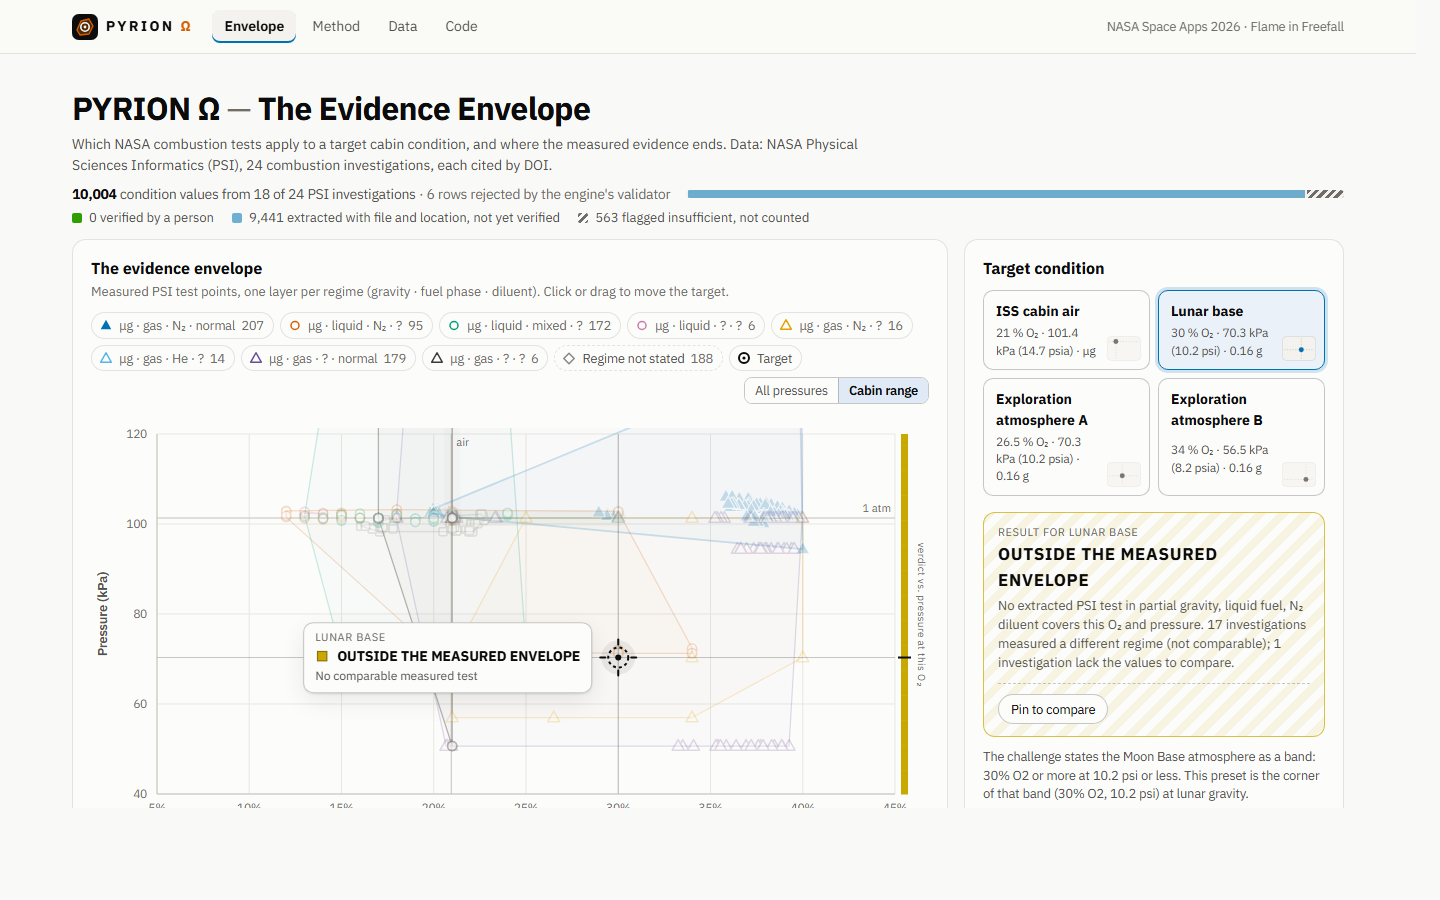 PYRION Ω
Envelope
Method
Data
Code
NASA Space Apps 2026 · Flame in Freefall
PYRION Ω — The Evidence Envelope
Which NASA combustion tests apply to a target cabin condition, and where the measured evidence ends. Data: NASA Physical
Sciences Informatics (PSI), 24 combustion investigations, each cited by DOI.
10,004 condition values from 18 of 24 PSI investigations · 6 rows rejected by the engine's validator
0 verified by a person
9,441 extracted with file and location, not yet verified
563 flagged insufficient, not counted
The evidence envelope
Measured PSI test points, one layer per regime (gravity · fuel phase · diluent). Click or drag to move the target.
µg · gas · N₂ · normal 207
µg · liquid · N₂ · ? 95
µg · liquid · mixed · ? 172
µg · liquid · ? · ? 6
µg · gas · N₂ · ? 16
µg · gas · He · ? 14
µg · gas · ? · normal 179
µg · gas · ? · ? 6
Regime not stated 188
Target
All pressures
Cabin range
120
100
80
60
40
Pressure (kPa)
air
1 atm
verdict vs. pressure at this O₂
LUNAR BASE
OUTSIDE THE MEASURED ENVELOPE
No comparable measured test
5%
10%
15%
20%
25%
30%
35%
40%
45%
Target condition
ISS cabin air
21 % O₂ · 101.4
kPa (14.7 psia) · µg
Lunar base
30 % O₂ · 70.3 kPa
(10.2 psi) · 0.16 g
Exploration
atmosphere A
26.5 % O₂ · 70.3
kPa (10.2 psia) ·
0.16 g
Exploration
atmosphere B
34 % O₂ · 56.5 kPa
(8.2 psia) · 0.16 g
RESULT FOR LUNAR BASE
OUTSIDE THE MEASURED
ENVELOPE
No extracted PSI test in partial gravity, liquid fuel, N₂
diluent covers this O₂ and pressure. 17 investigations
measured a different regime (not comparable); 1
investigation lack the values to compare.
Pin to compare
The challenge states the Moon Base atmosphere as a band:
30% O2 or more at 10.2 psi or less. This preset is the corner
of that band (30% O2, 10.2 psi) at lunar gravity.